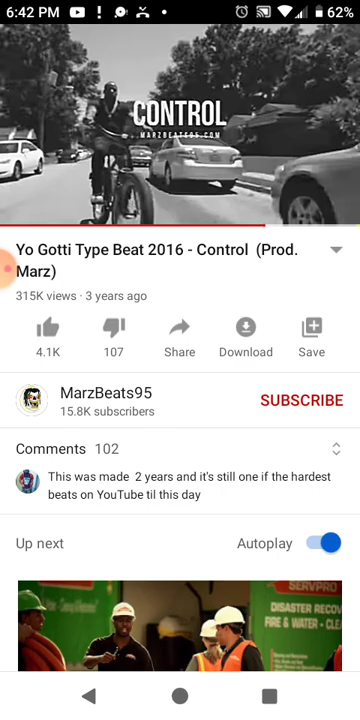 6:42 PM
62%
CONTROL
MARZBEATS95.COM
Yo Gotti Type Beat 2016 - Control (Prod.
Marz)
315K views · 3 years ago
4.1K
107
Share
Download
Save
MarzBeats95
15.8K subscribers
SUBSCRIBE
Comments 102
This was made 2 years and it's still one if the hardest
beats on YouTube til this day
Up next
Autoplay
SERVPRO
DISASTER RECOV
FIRE & WATER - CLE